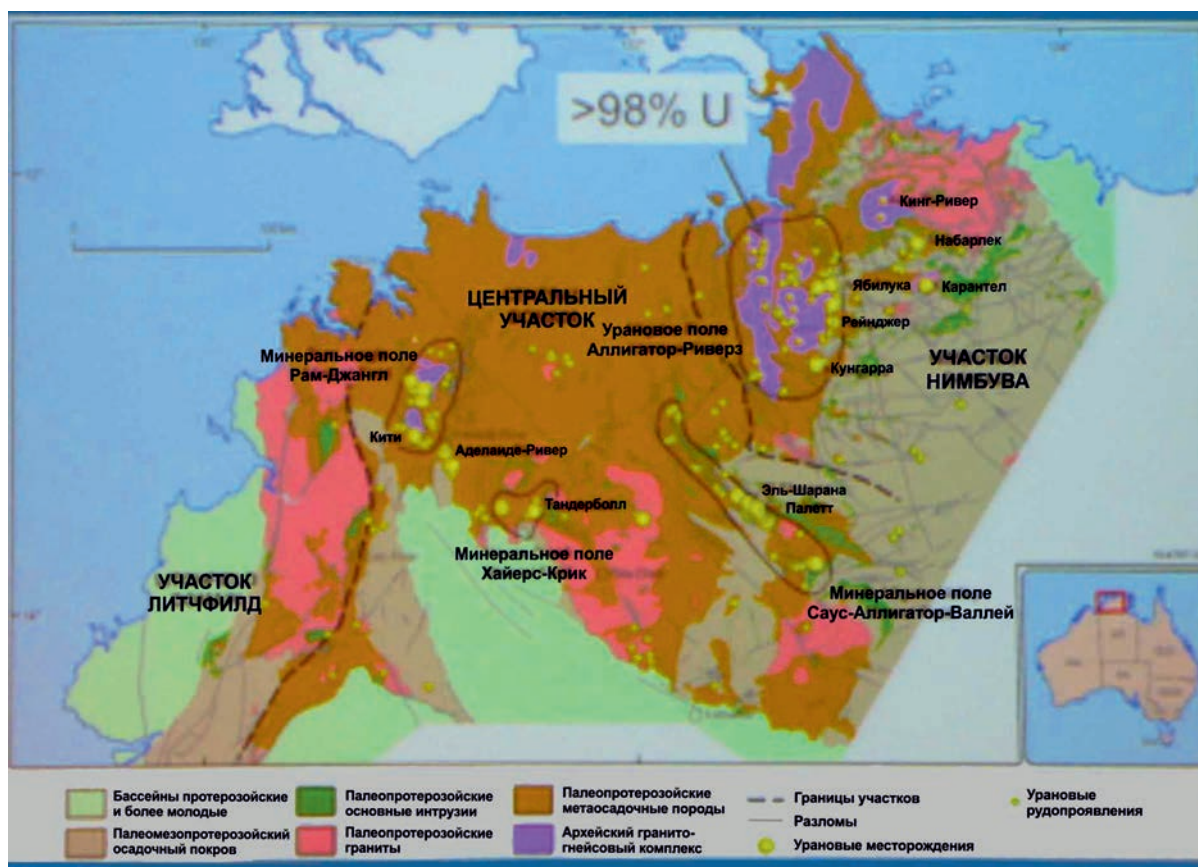 >98% U
Кинг-Ривер
Набарлек
Ябилука
Карантел
ЦЕНТРАЛЬНЫЙ
УЧАСТОК
Урановое поле
Аллигатор-Риверз
Рейнджер
Минеральное поле
Рам-Джангл
УЧАСТОК
НИМБУВА
Кунгарра
Кити
Аделаиде-Ривер
Эль-Шарана
Палетт
Тандерболл
Минеральное поле
Хайерс-Крик
УЧАСТОК
ЛИТЧФИЛД
Минеральное поле
Саус-Аллигатор-Валлей
Бассейны протерозойские
и более молодые
Палеомезопротерозойский
осадочный покров
Палеопротерозойские
основные интрузии
Палеопротерозойские
граниты
Палеопротерозойские
метаосадочные породы
Архейский гранито-
гнейсовый комплекс
Границы участков
Разломы
Урановые месторождения
Урановые
рудопроявления